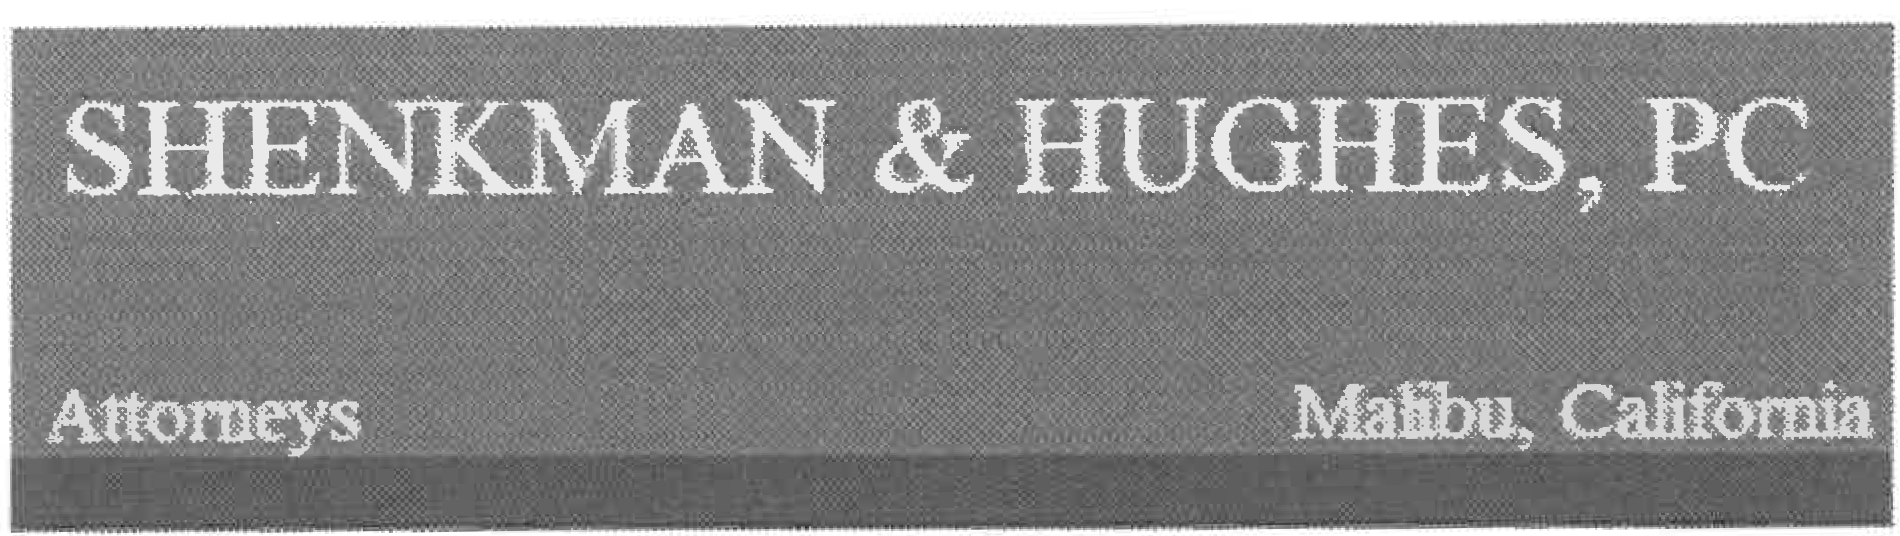 SHENKMAN & HUGHES, PC
Attorneys Malibu, California